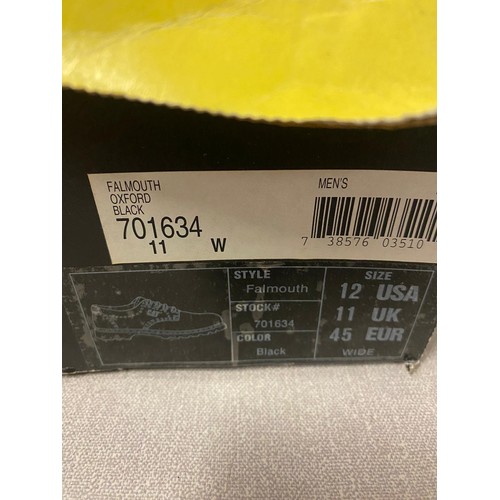 FALMOUTH
OXFORD
BLACK
701634
11 W
MEN'S
7 38576 03510
STYLE
Falmouth
STOCK#
701634
COLOR
Black
SIZE
12 USA
11 UK
45 EUR
WIDE